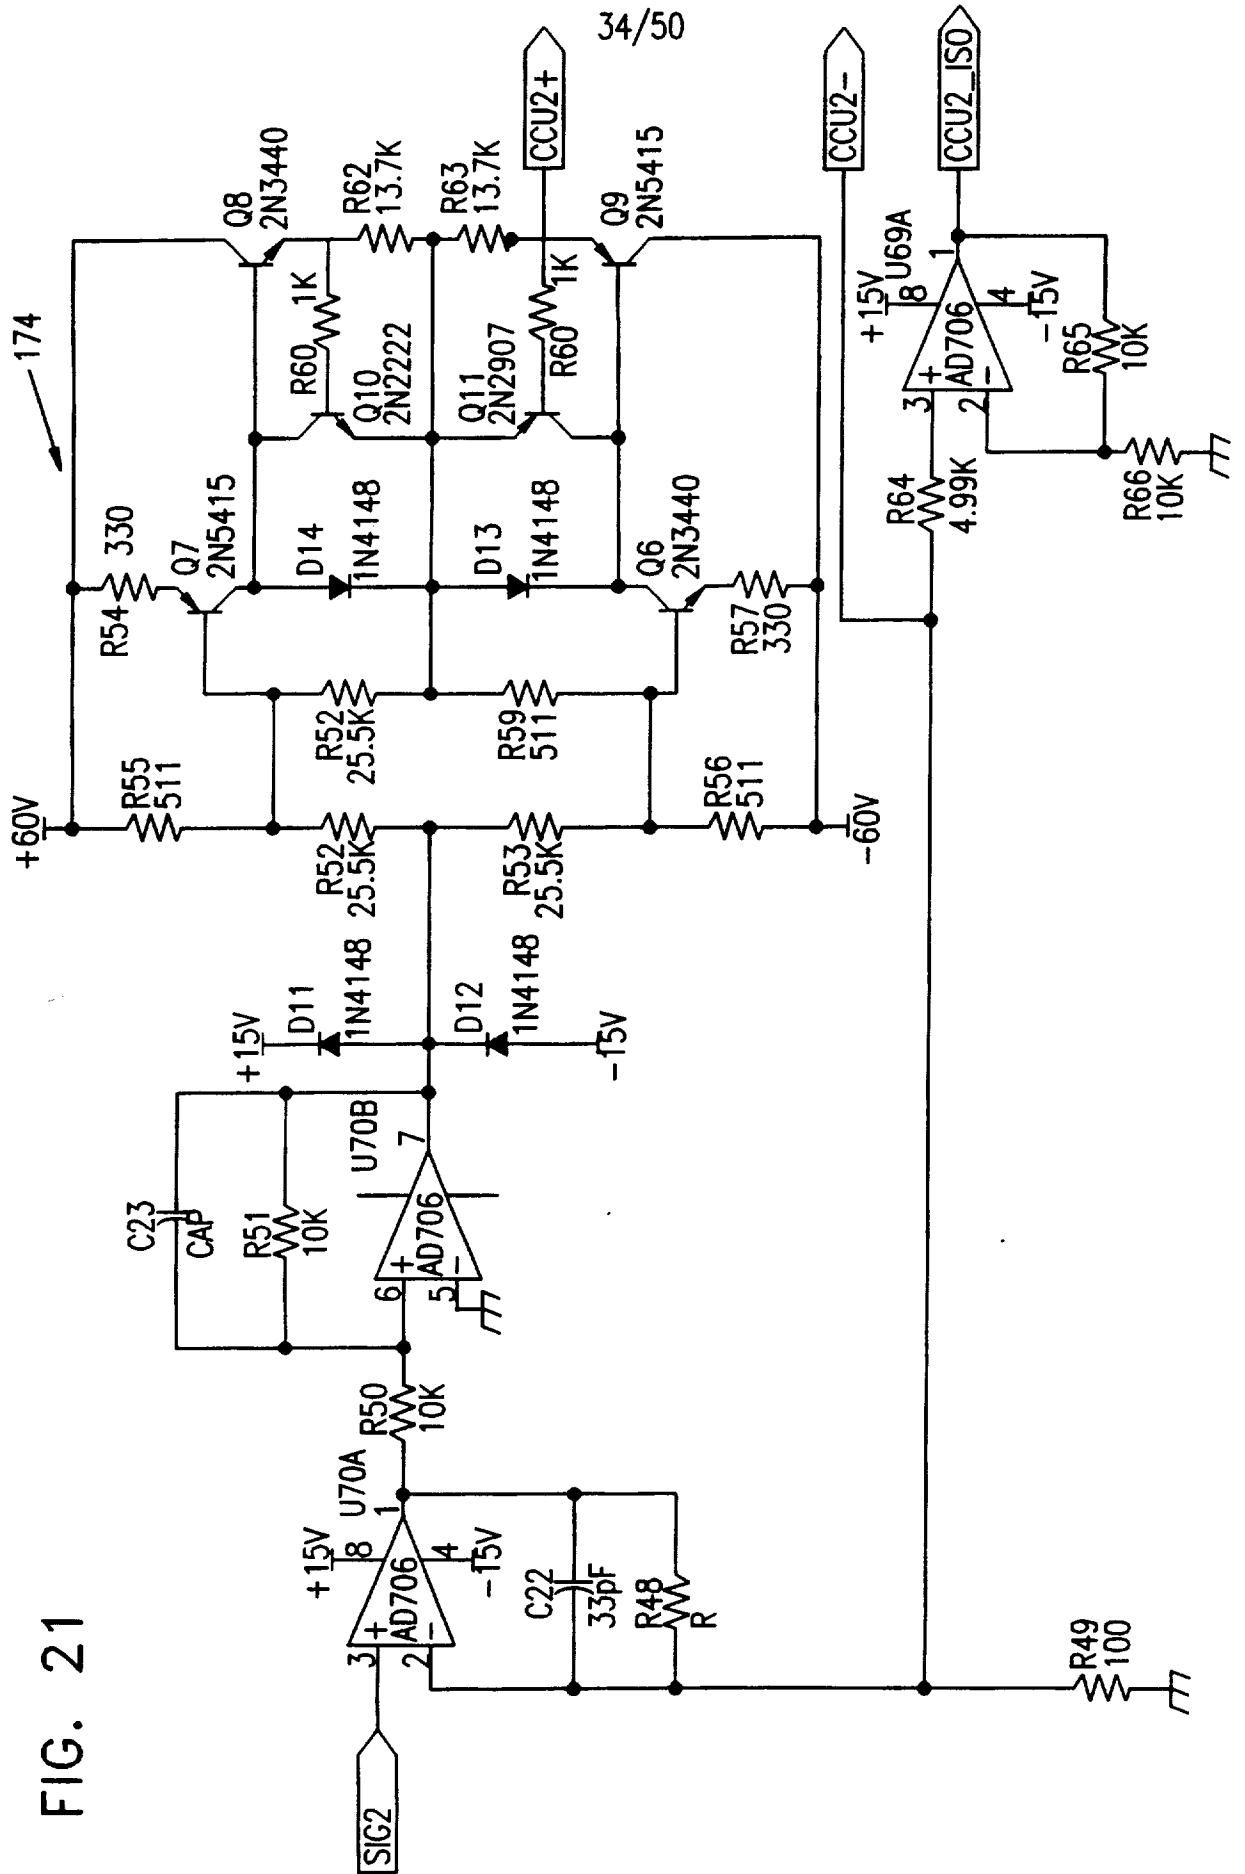 34/50
FIG. 21
174
SIG2
3
+
2
-
AD706
+15V
8
U70A
1
4
-15V
C22
33pF
R48
R
R49
100
R50
10K
C23
CAP
R51
10K
6
+
5
-
AD706
U70B
7
+15V
D11
1N4148
D12
1N4148
-15V
+60V
R55
511
R52
25.5K
R53
25.5K
R56
511
-60V
R52
25.5K
R59
511
R54
330
Q7
2N5415
D14
1N4148
D13
1N4148
Q6
2N3440
R57
330
R60
1K
Q10
2N2222
Q11
2N2907
R60
1K
Q8
2N3440
R62
13.7K
R63
13.7K
Q9
2N5415
CCU2+
CCU2-
CCU2_ISO
R64
4.99K
3
+
2
-
AD706
+15V
8
U69A
1
4
-15V
R65
10K
R66
10K